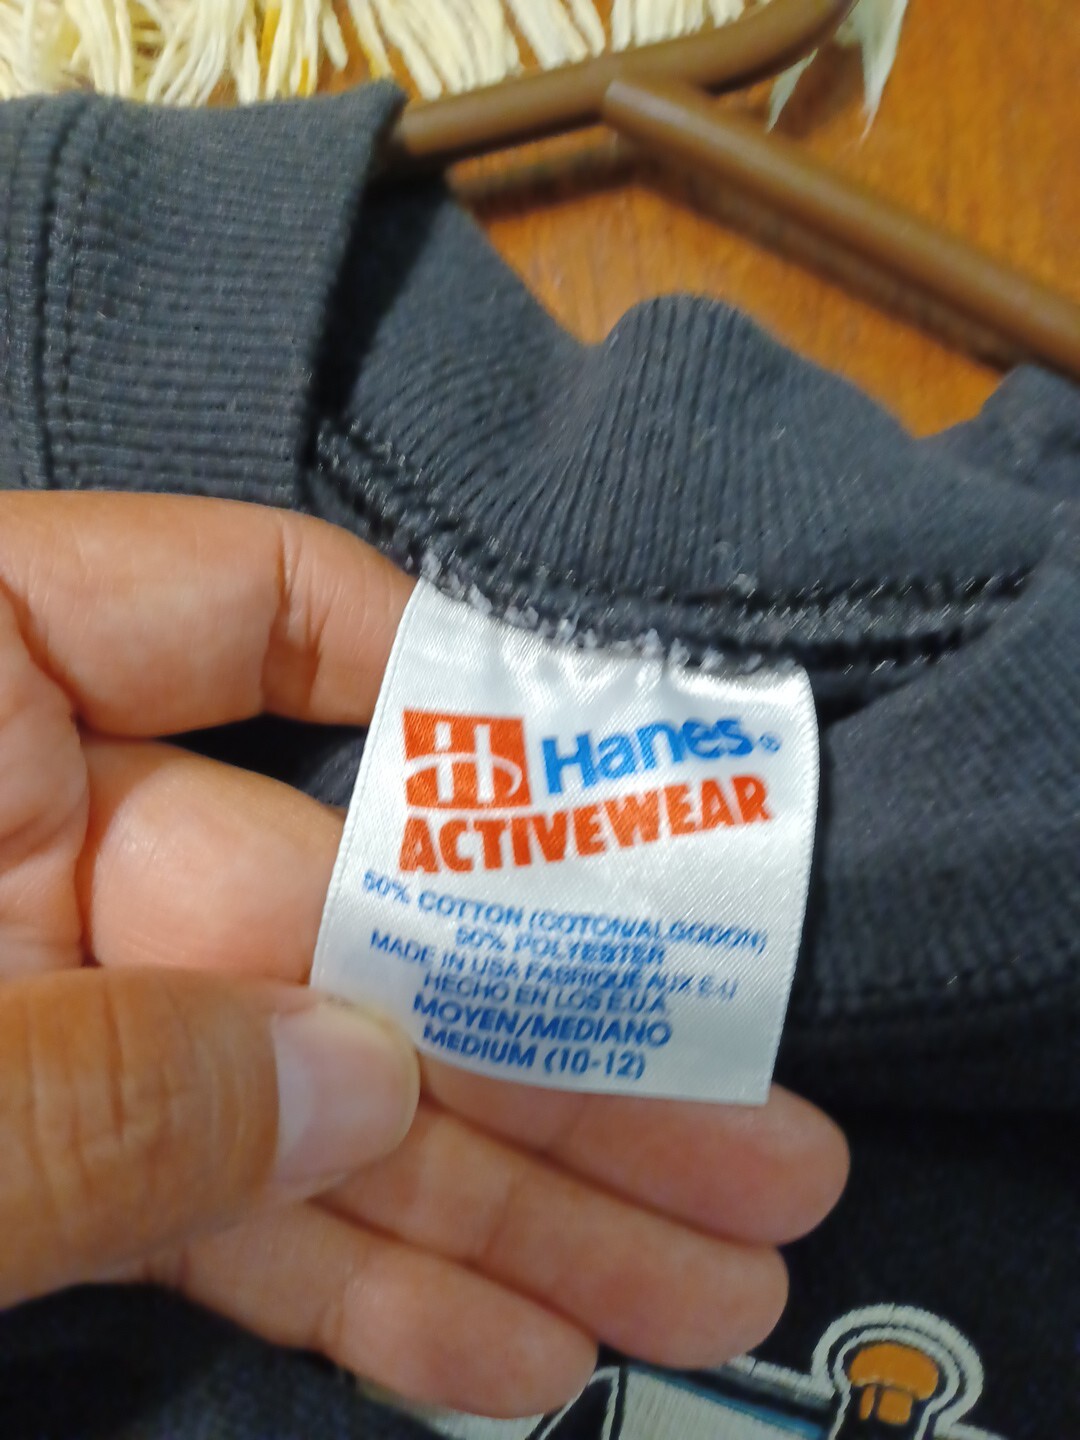 H Hanes®
ACTIVEWEAR
50% COTTON (COTON/ALGODON)
50% POLYESTER
MADE IN USA FABRIQUÉ AUX E-U
HECHO EN LOS E.U.A.
MOYEN/MEDIANO
MEDIUM (10-12)